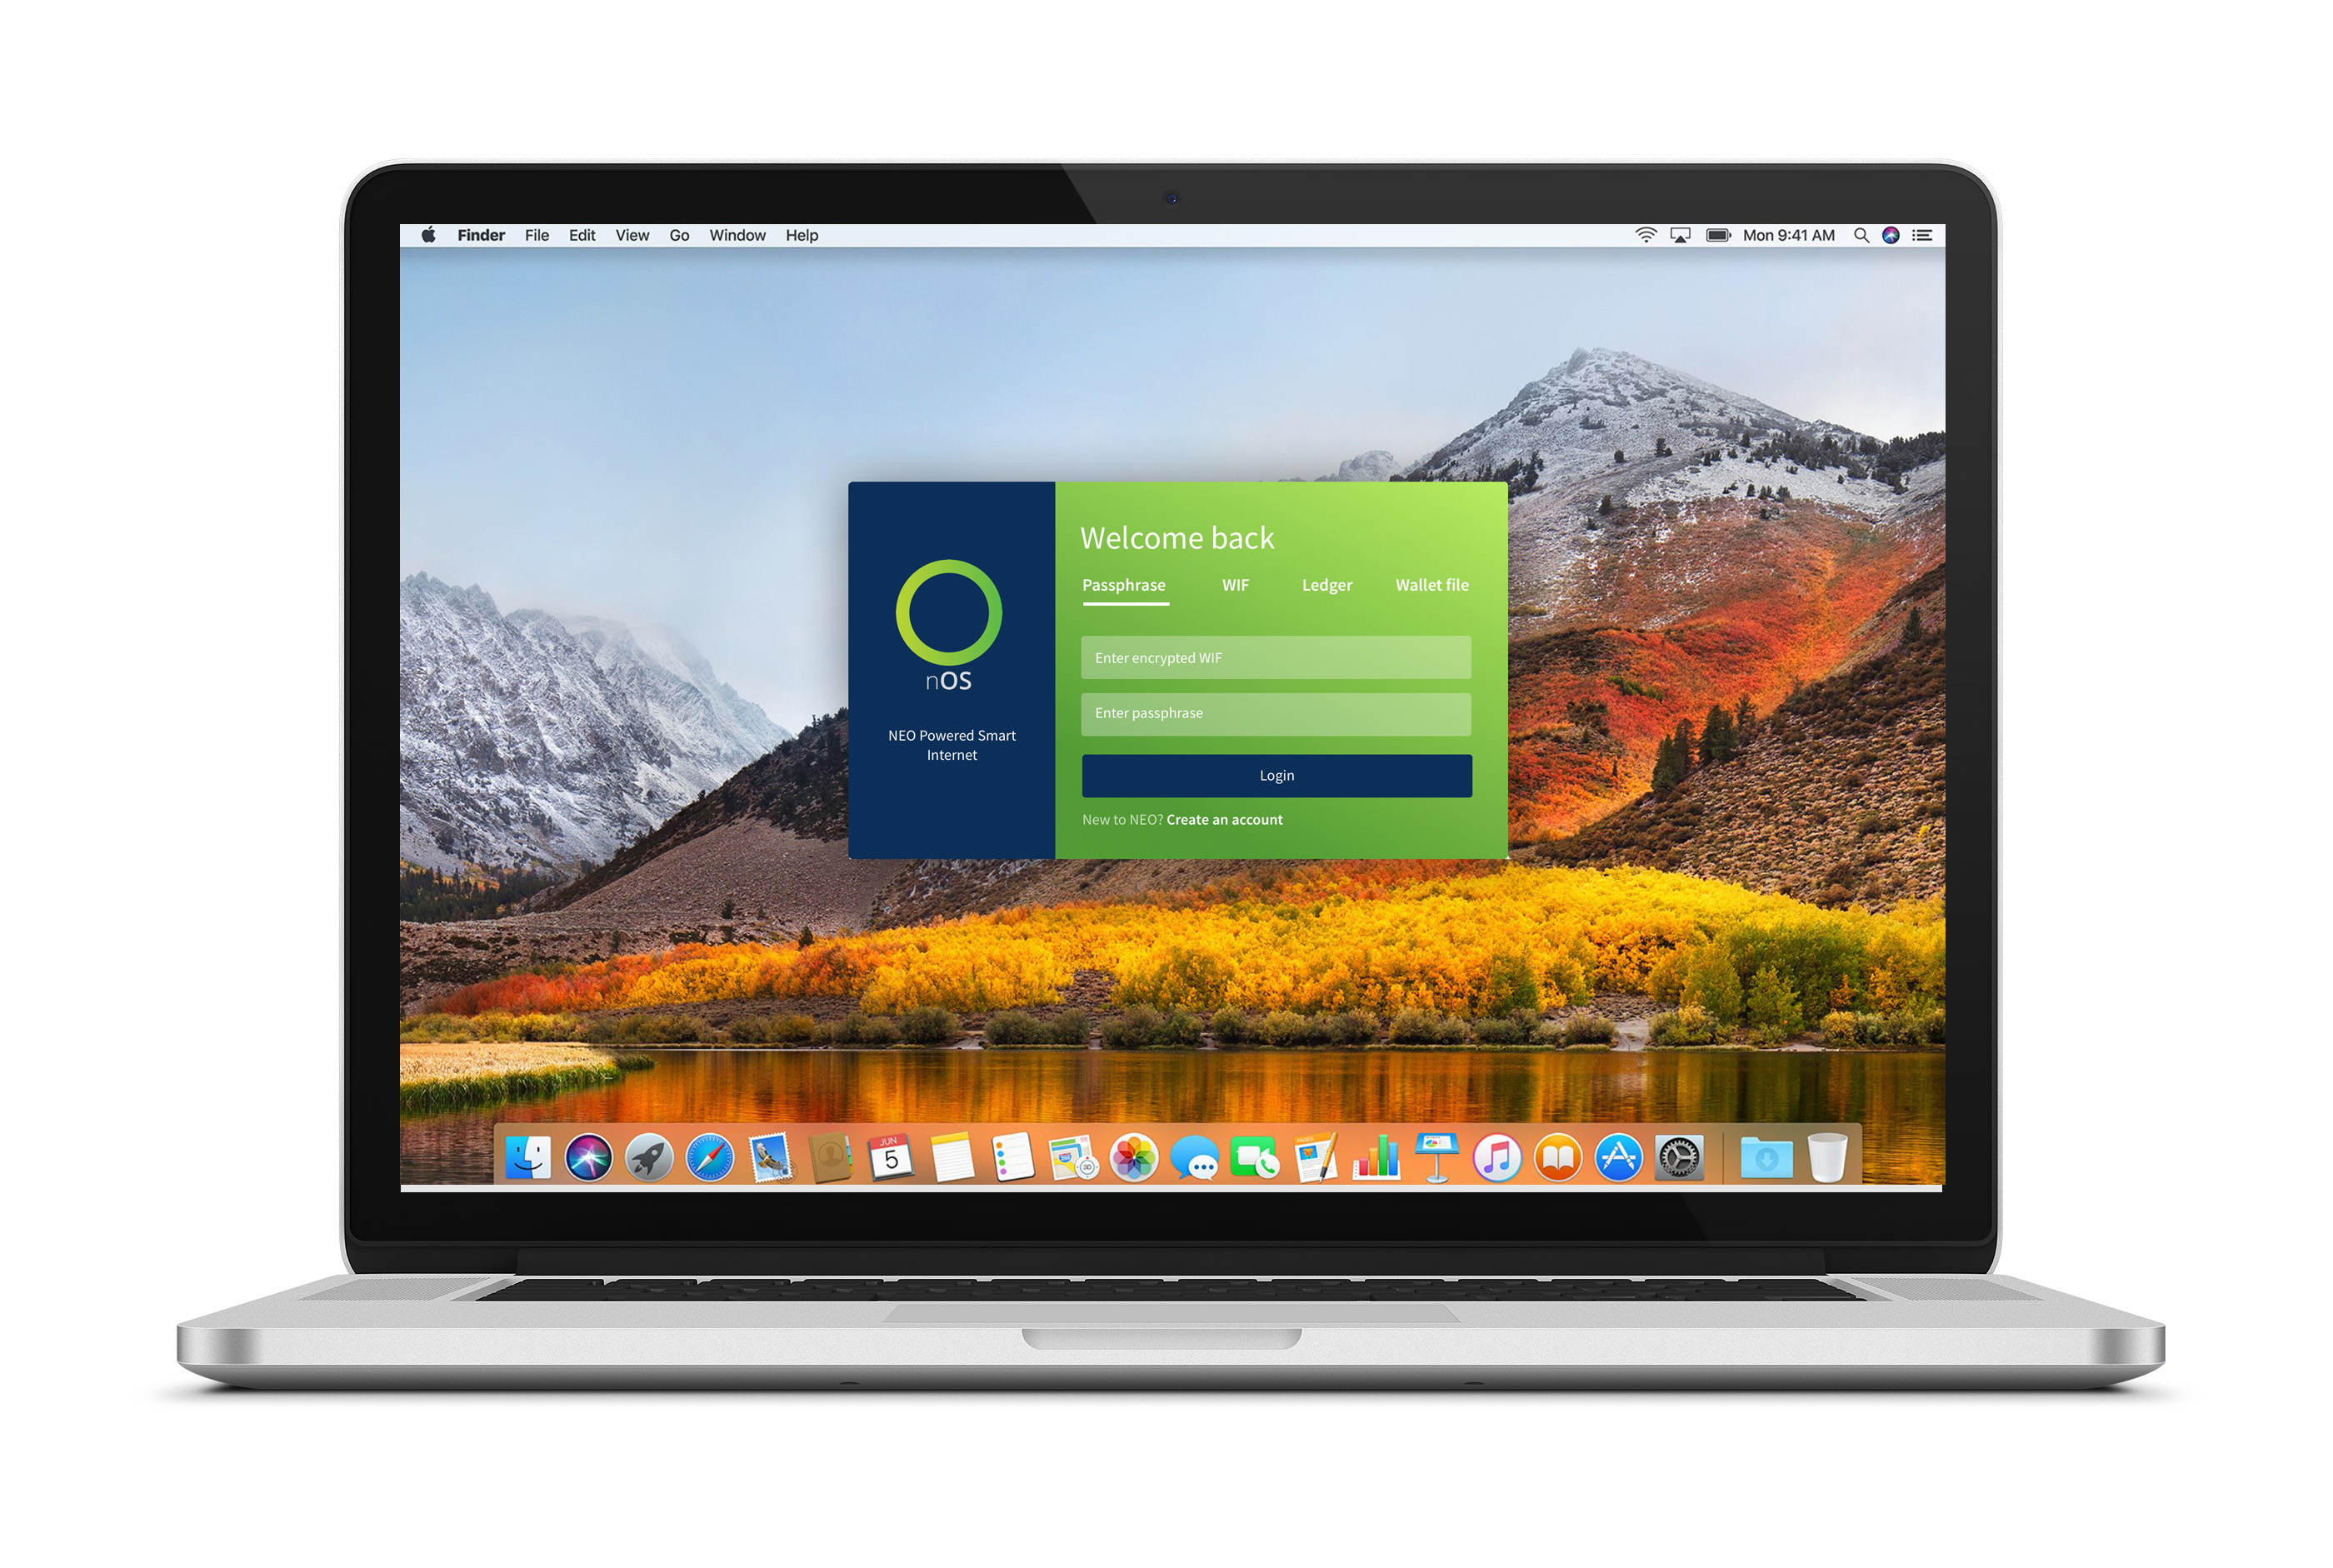 Finder File Edit View Go Window Help Mon 9:41 AM
Welcome back
Passphrase WIF Ledger Wallet file
Enter encrypted WIF
nOS
Enter passphrase
NEO Powered Smart
Internet
Login
New to NEO? Create an account
JUN
5